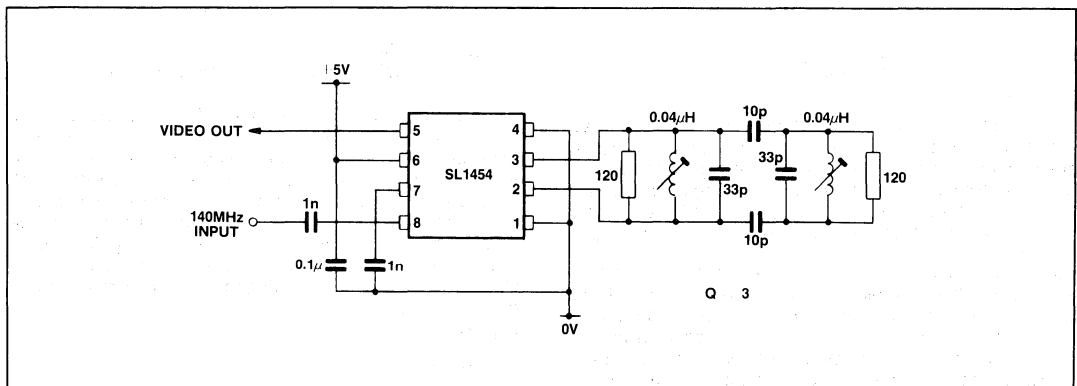 5V
VIDEO OUT
5
4
6
SL1454
3
7
2
8
1
140MHz
INPUT
1n
0.1µ
1n
0V
0.04µH
10p
0.04µH
120
33p
33p
120
10p
Q 3